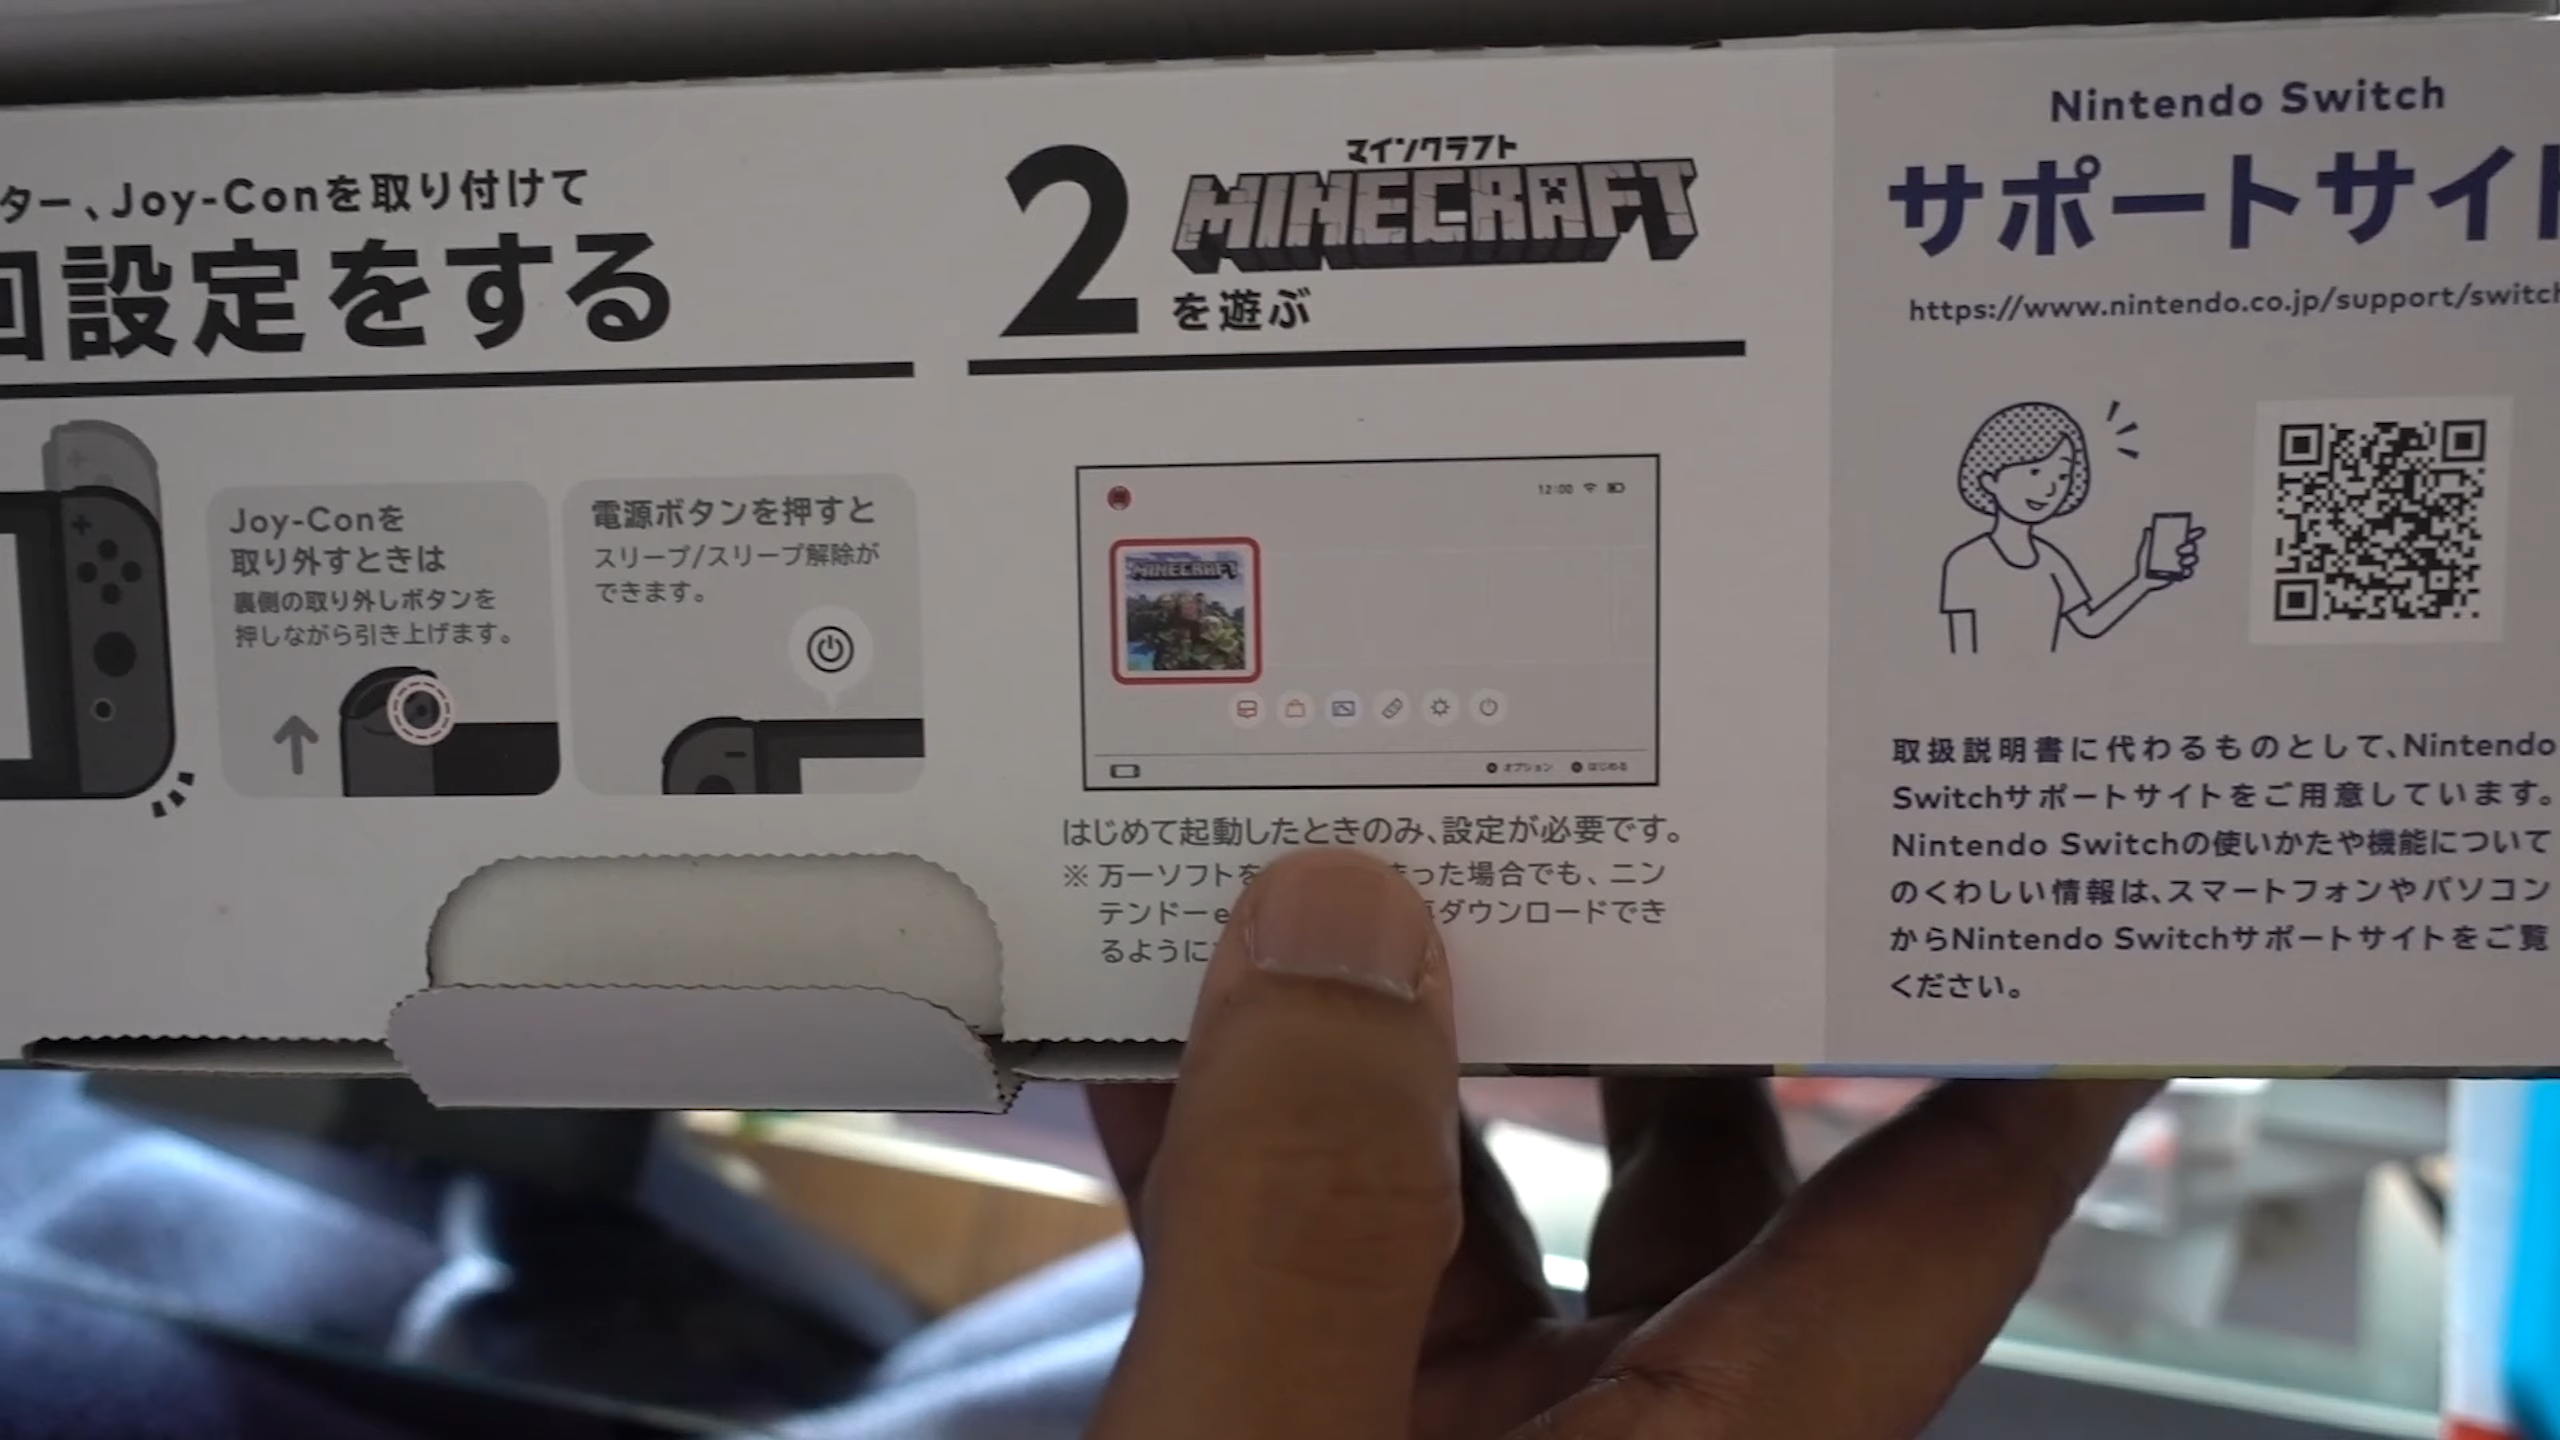 ター、Joy-Conを取り付けて
回設定をする
Joy-Conを
取り外すときは
裏側の取り外しボタンを
押しながら引き上げます。
電源ボタンを押すと
スリープ/スリープ解除が
できます。
2
マインクラフト
MINECRAFT
を遊ぶ
12:00
MINECRAFT
オプション はじめる
はじめて起動したときのみ、設定が必要です。
※ 万一ソフトを まった場合でも、ニン
テンドーe ダウンロードでき
るように
Nintendo Switch
サポートサイト
https://www.nintendo.co.jp/support/switch
取扱説明書に代わるものとして、Nintendo
Switchサポートサイトをご用意しています。
Nintendo Switchの使いかたや機能について
のくわしい情報は、スマートフォンやパソコン
からNintendo Switchサポートサイトをご覧
ください。